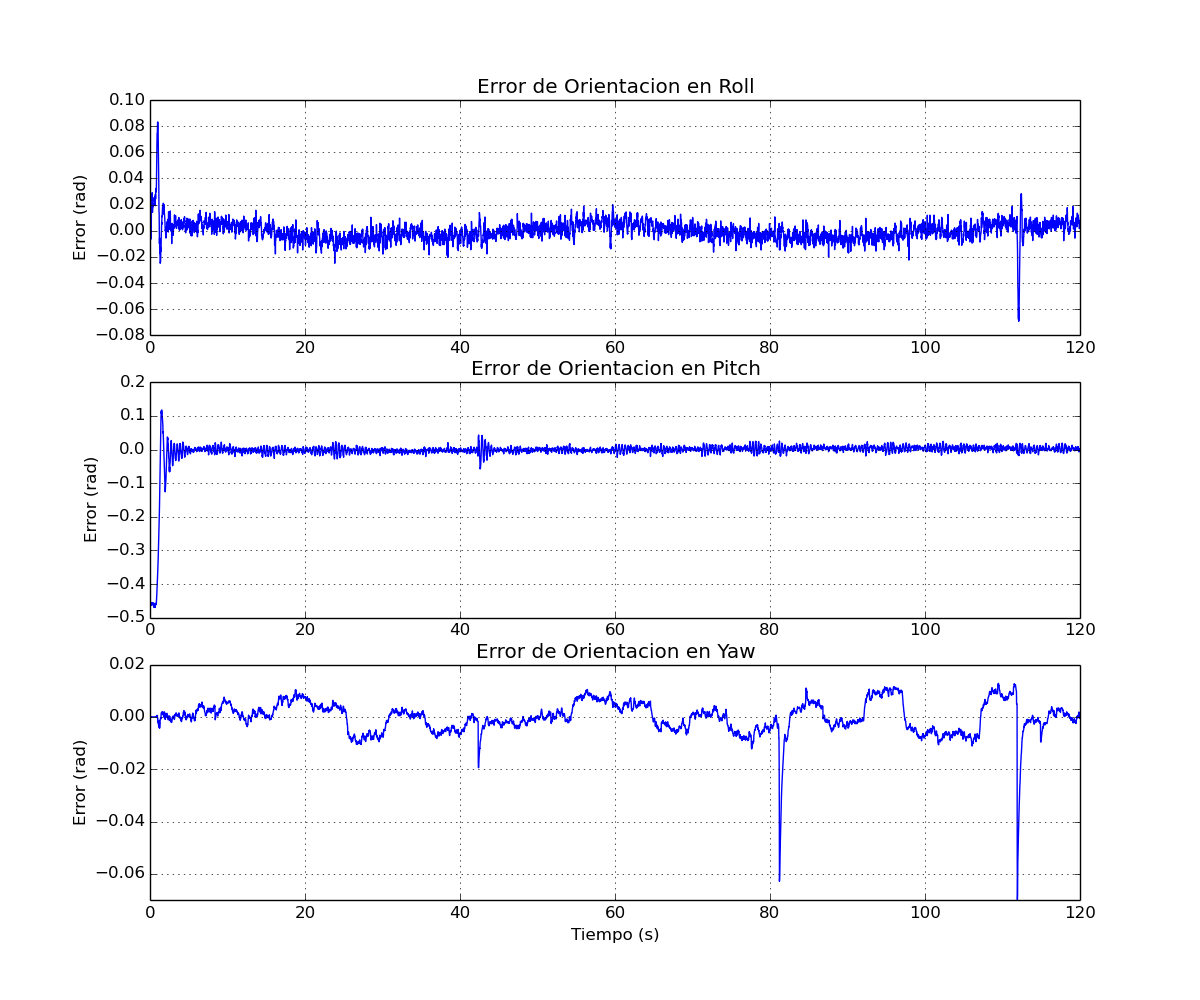 Error de Orientacion en Roll
0.10
0.08
0.06
0.04
0.02
0.00
−0.02
−0.04
−0.06
−0.08
Error (rad)
0 20 40 60 80 100 120
Error de Orientacion en Pitch
0.2
0.1
0.0
−0.1
−0.2
−0.3
−0.4
−0.5
Error (rad)
0 20 40 60 80 100 120
Error de Orientacion en Yaw
0.02
0.00
−0.02
−0.04
−0.06
Error (rad)
0 20 40 60 80 100 120
Tiempo (s)